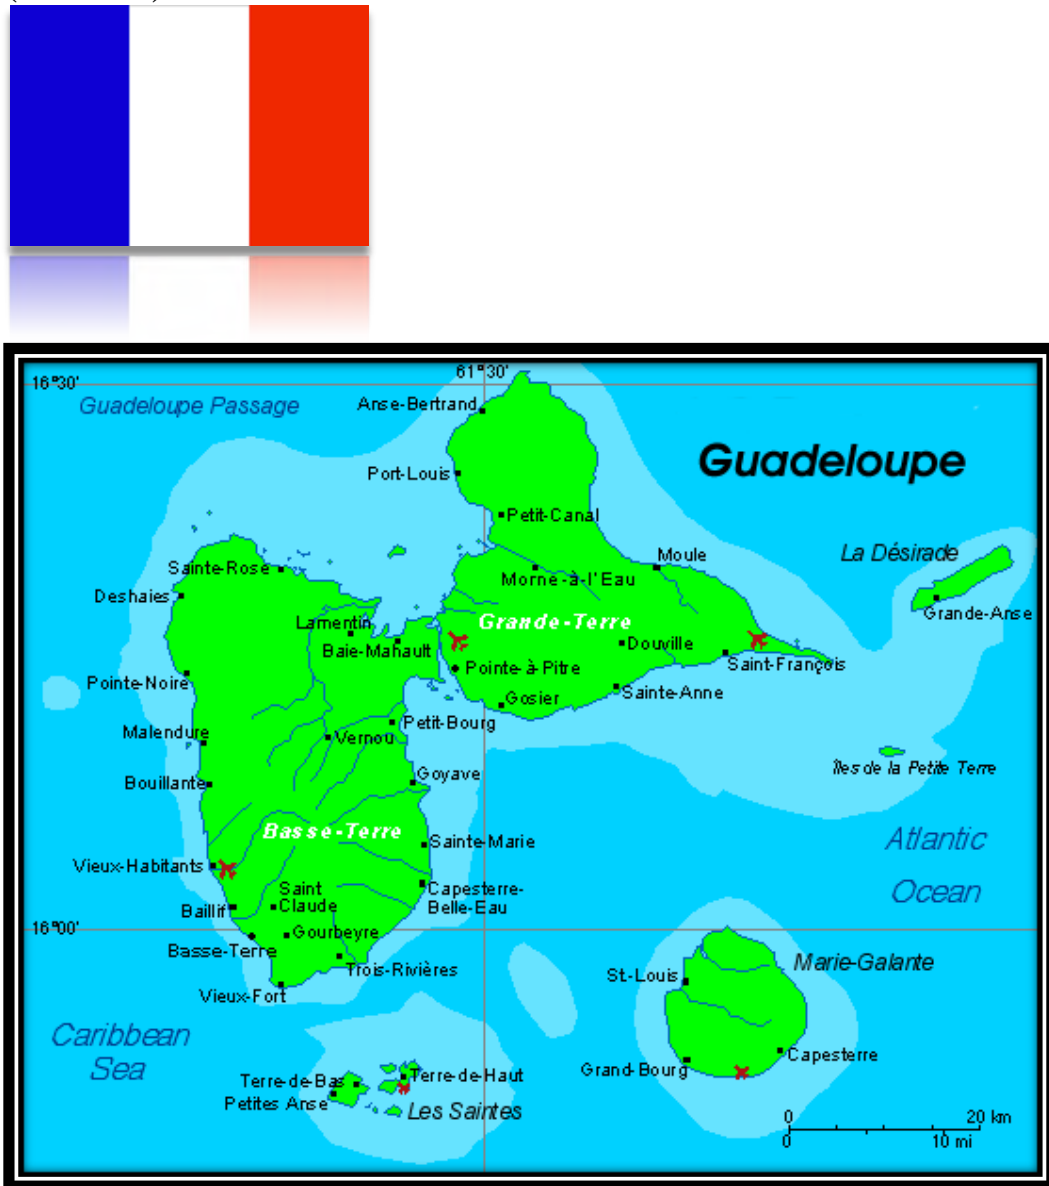 61°30'
16°30'
Guadeloupe Passage
Anse-Bertrand
Guadeloupe
Port-Louis
Petit-Canal
La Désirade
Moule
Sainte-Rose
Morne-à-l'Eau
Deshaies
Grande-Anse
Lamentin
Grande-Terre
Baie-Mahault
Douville
Saint-François
Pointe-à-Pitre
Pointe-Noire
Sainte-Anne
Gosier
Petit-Bourg
Malendure
Vernou
Îles de la Petite Terre
Goyave
Bouillante
Basse-Terre
Sainte-Marie
Atlantic
Ocean
Vieux-Habitants
Saint
Claude
Capesterre-
Belle-Eau
Baillif
16°00'
Gourbeyre
Basse-Terre
Trois-Rivières
Marie-Galante
St-Louis
Vieux-Fort
Caribbean
Sea
Capesterre
Grand-Bourg
Terre-de-Bas
Terre-de-Haut
Petites Anse
Les Saintes
0 20 km
0 10 mi